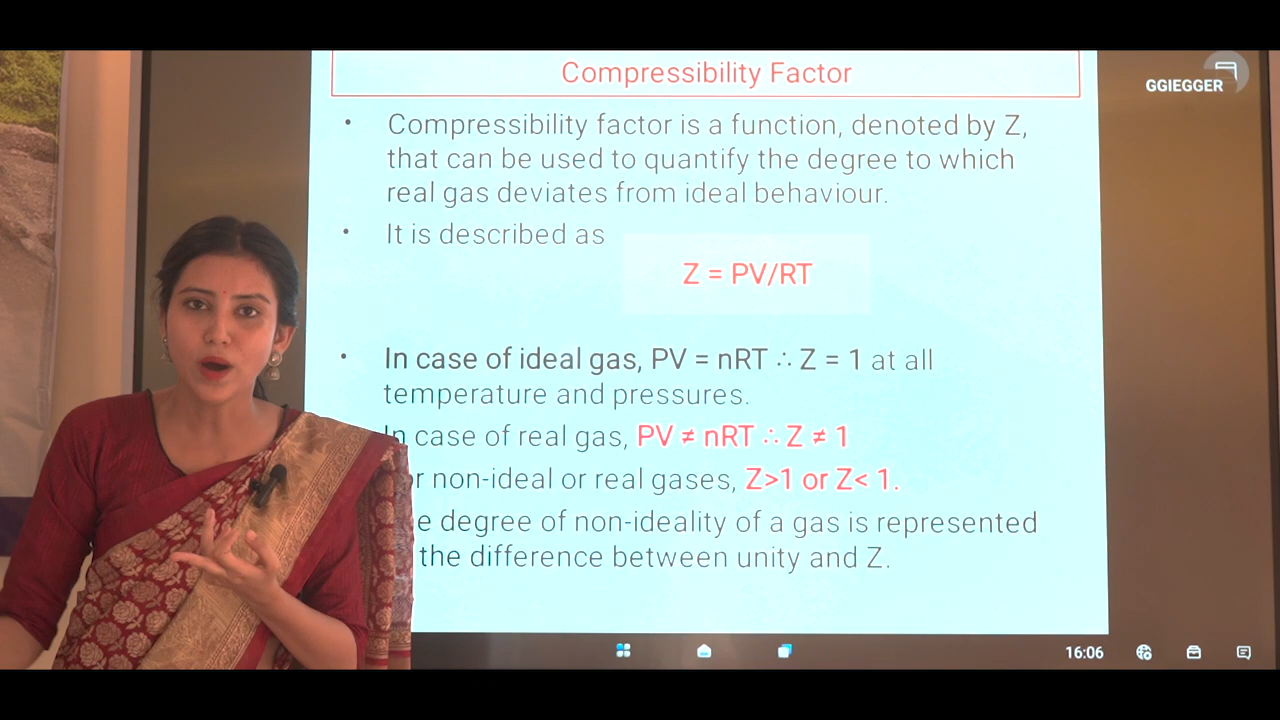 Compressibility Factor
GGIEGGER
• Compressibility factor is a function, denoted by Z,
that can be used to quantify the degree to which
real gas deviates from ideal behaviour.
• It is described as
Z = PV/RT
• In case of ideal gas, PV = nRT ∴ Z = 1 at all
temperature and pressures.
In case of real gas, PV ≠ nRT ∴ Z ≠ 1
non-ideal or real gases, Z>1 or Z< 1.
degree of non-ideality of a gas is represented
the difference between unity and Z.
16:06